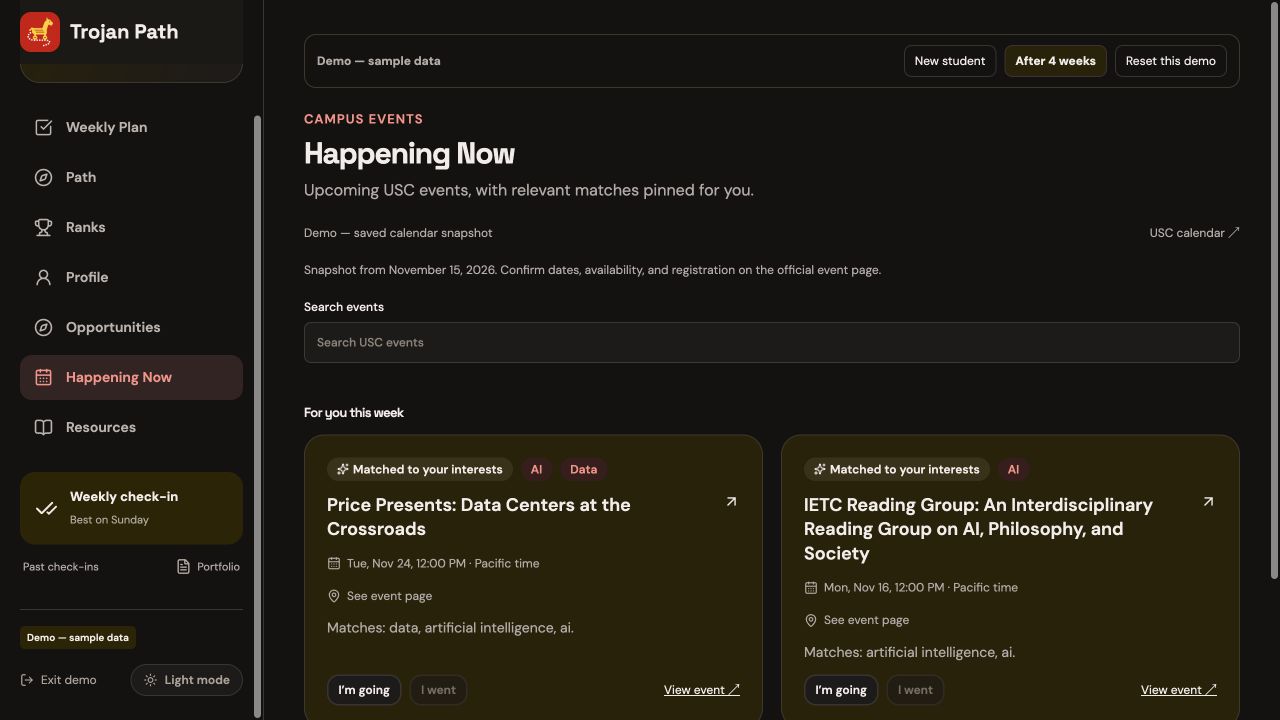 Trojan Path
Weekly Plan
Path
Ranks
Profile
Opportunities
Happening Now
Resources
Weekly check-in
Best on Sunday
Past check-ins
Portfolio
Demo — sample data
Exit demo
Light mode
Demo — sample data
New student
After 4 weeks
Reset this demo
CAMPUS EVENTS
Happening Now
Upcoming USC events, with relevant matches pinned for you.
Demo — saved calendar snapshot
USC calendar ↗
Snapshot from November 15, 2026. Confirm dates, availability, and registration on the official event page.
Search events
Search USC events
For you this week
Matched to your interests
AI
Data
Price Presents: Data Centers at the
Crossroads
Tue, Nov 24, 12:00 PM · Pacific time
See event page
Matches: data, artificial intelligence, ai.
I'm going
I went
View event ↗
Matched to your interests
AI
IETC Reading Group: An Interdisciplinary
Reading Group on AI, Philosophy, and
Society
Mon, Nov 16, 12:00 PM · Pacific time
See event page
Matches: artificial intelligence, ai.
I'm going
I went
View event ↗